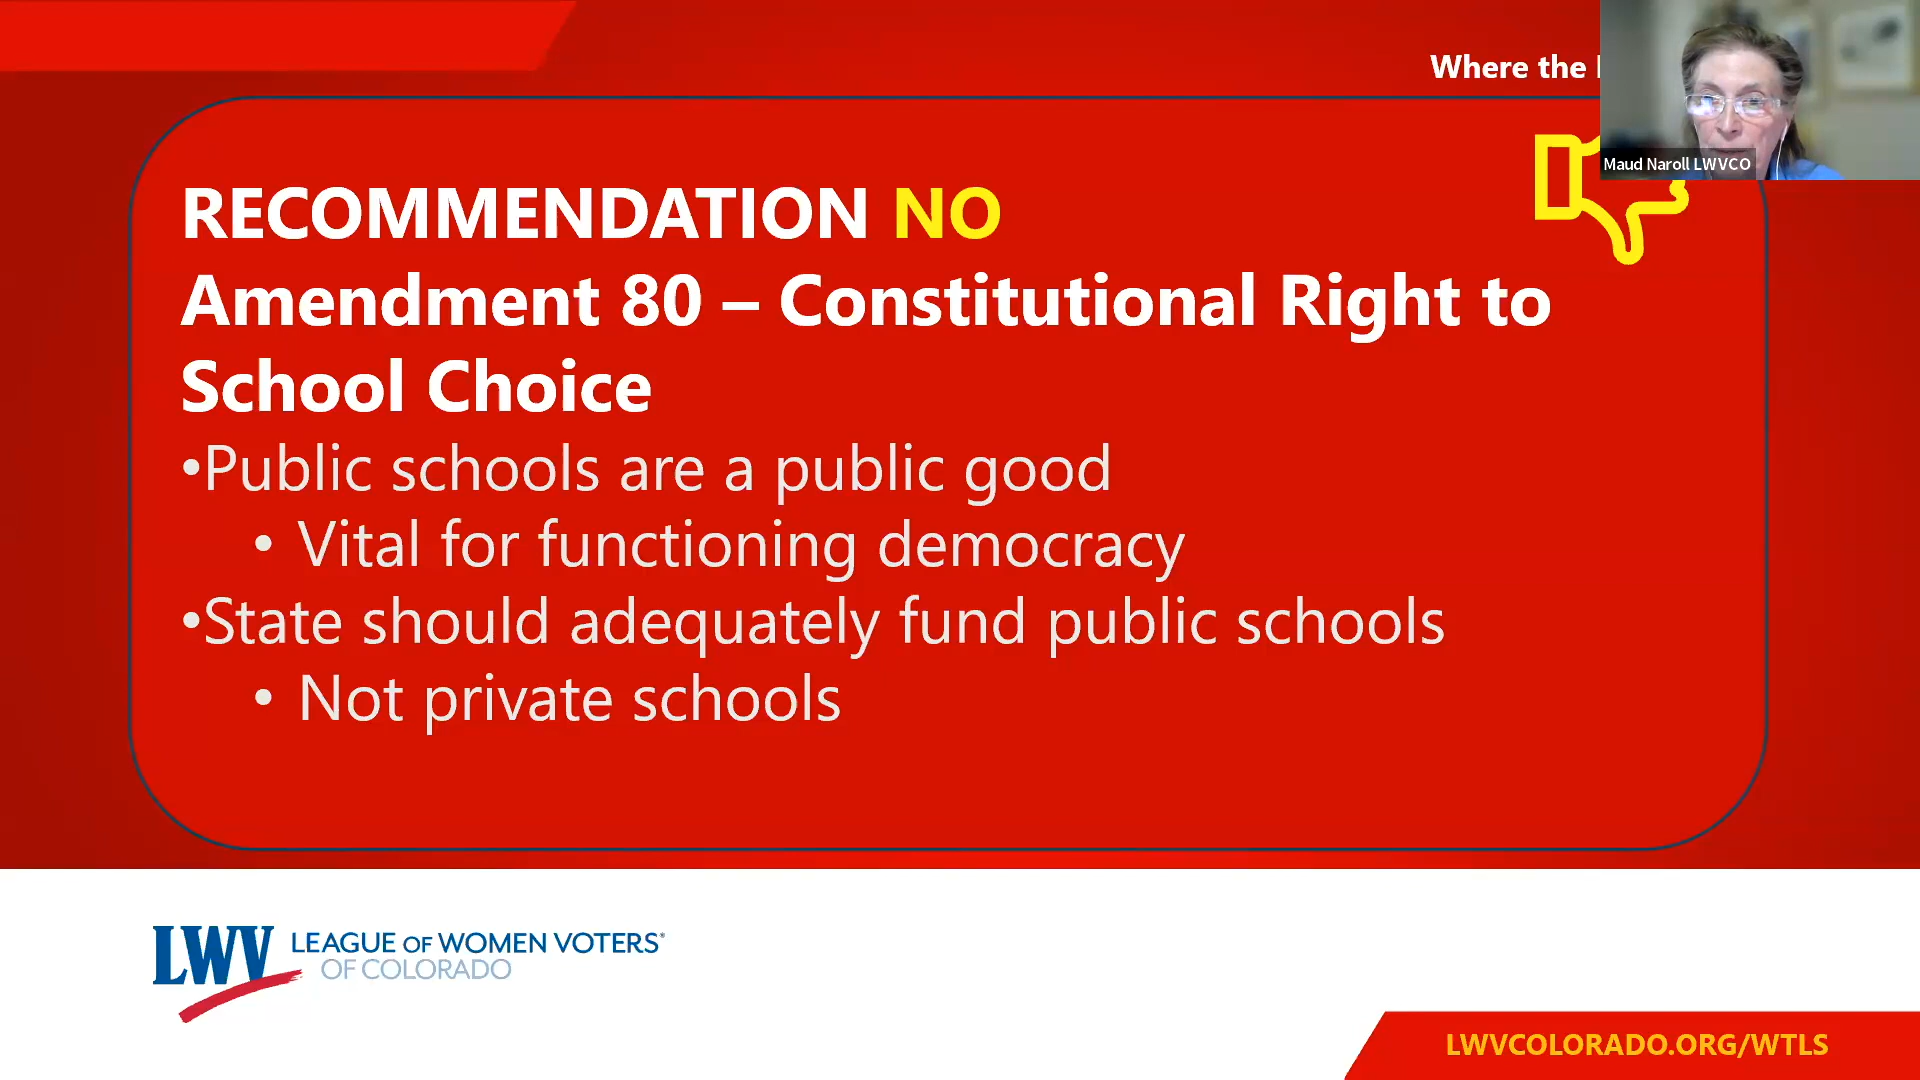 Where the
Maud Naroll LWVCO
RECOMMENDATION NO
Amendment 80 – Constitutional Right to
School Choice
•Public schools are a public good
• Vital for functioning democracy
•State should adequately fund public schools
• Not private schools
LWV LEAGUE OF WOMEN VOTERS®
OF COLORADO
LWVCOLORADO.ORG/WTLS